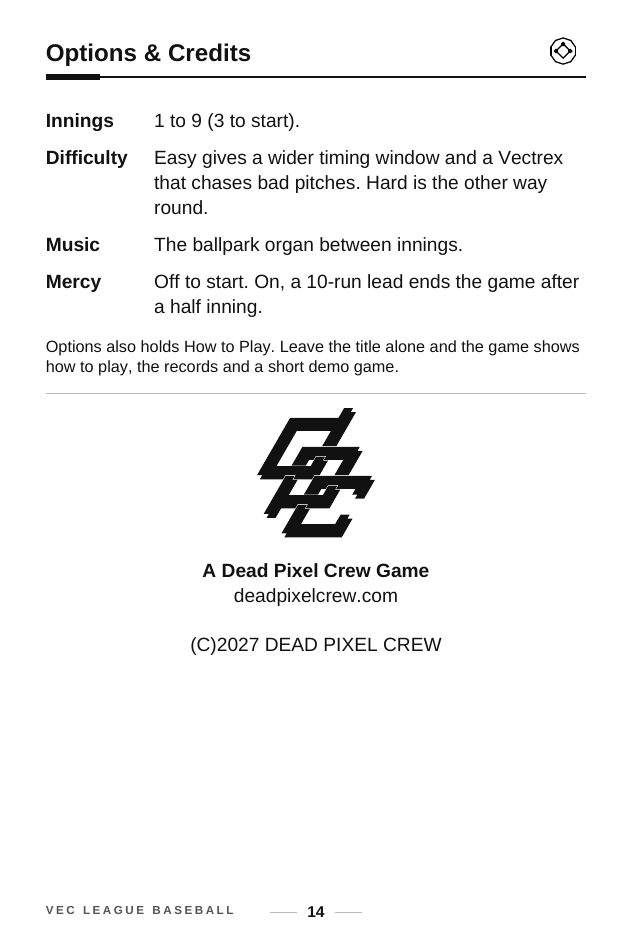 Options & Credits
Innings 1 to 9 (3 to start).
Difficulty Easy gives a wider timing window and a Vectrex
that chases bad pitches. Hard is the other way
round.
Music The ballpark organ between innings.
Mercy Off to start. On, a 10-run lead ends the game after
a half inning.
Options also holds How to Play. Leave the title alone and the game shows
how to play, the records and a short demo game.
DPC
A Dead Pixel Crew Game
deadpixelcrew.com
(C)2027 DEAD PIXEL CREW
VEC LEAGUE BASEBALL 14